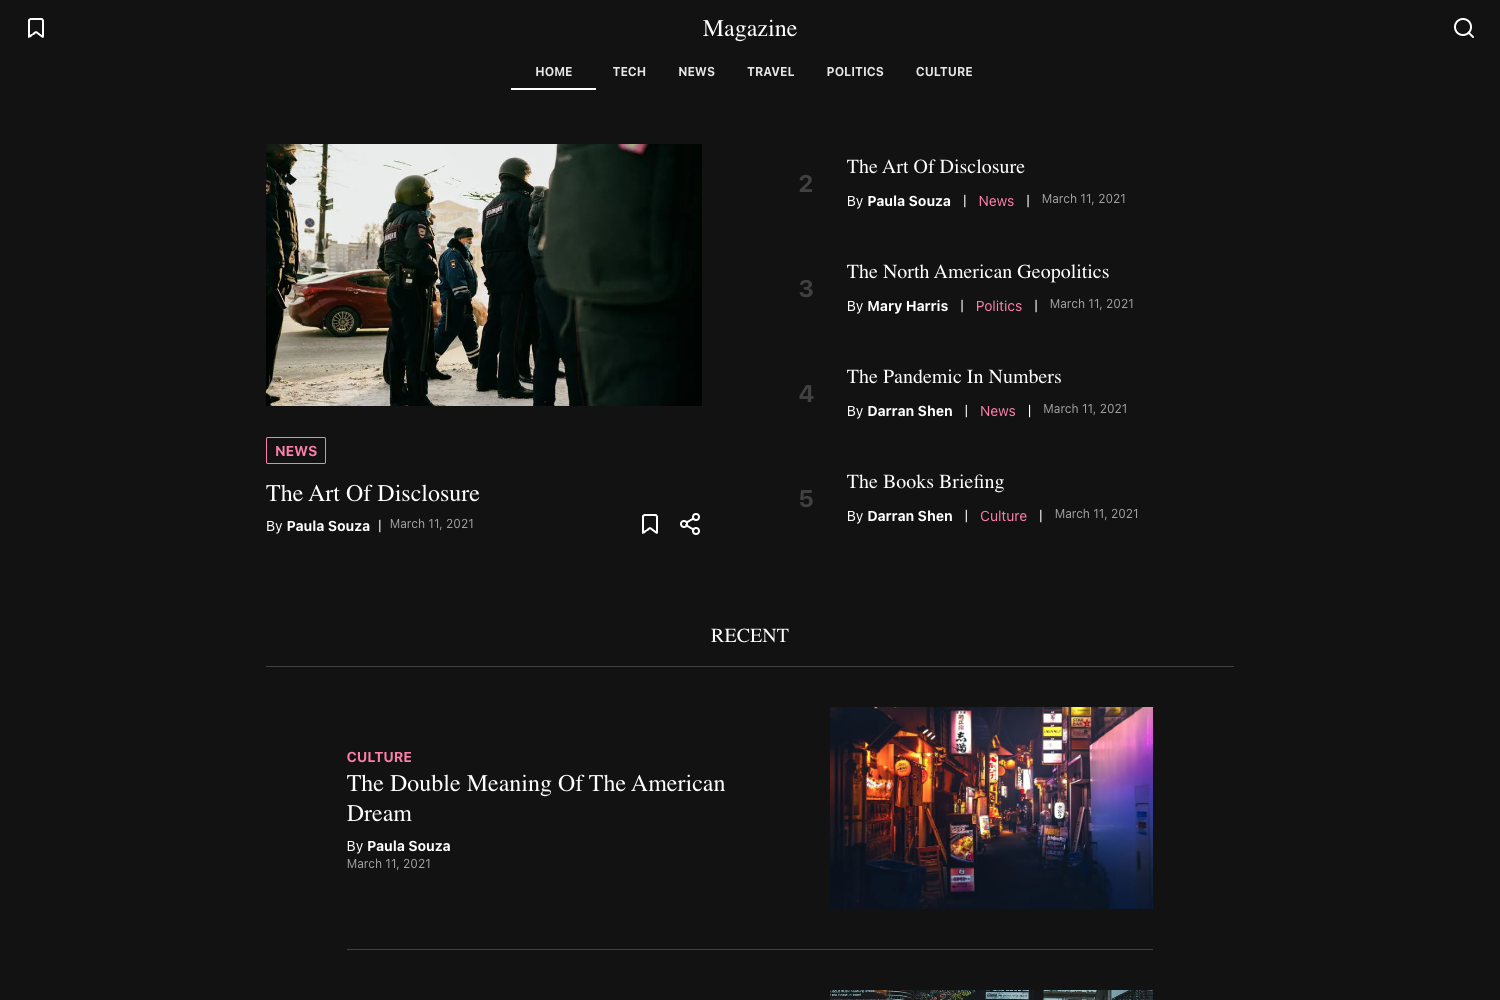 Magazine
HOME TECH NEWS TRAVEL POLITICS CULTURE
NEWS
The Art Of Disclosure
By Paula Souza | March 11, 2021
2
The Art Of Disclosure
By Paula Souza | News | March 11, 2021
3
The North American Geopolitics
By Mary Harris | Politics | March 11, 2021
4
The Pandemic In Numbers
By Darran Shen | News | March 11, 2021
5
The Books Briefing
By Darran Shen | Culture | March 11, 2021
RECENT
CULTURE
The Double Meaning Of The American
Dream
By Paula Souza
March 11, 2021